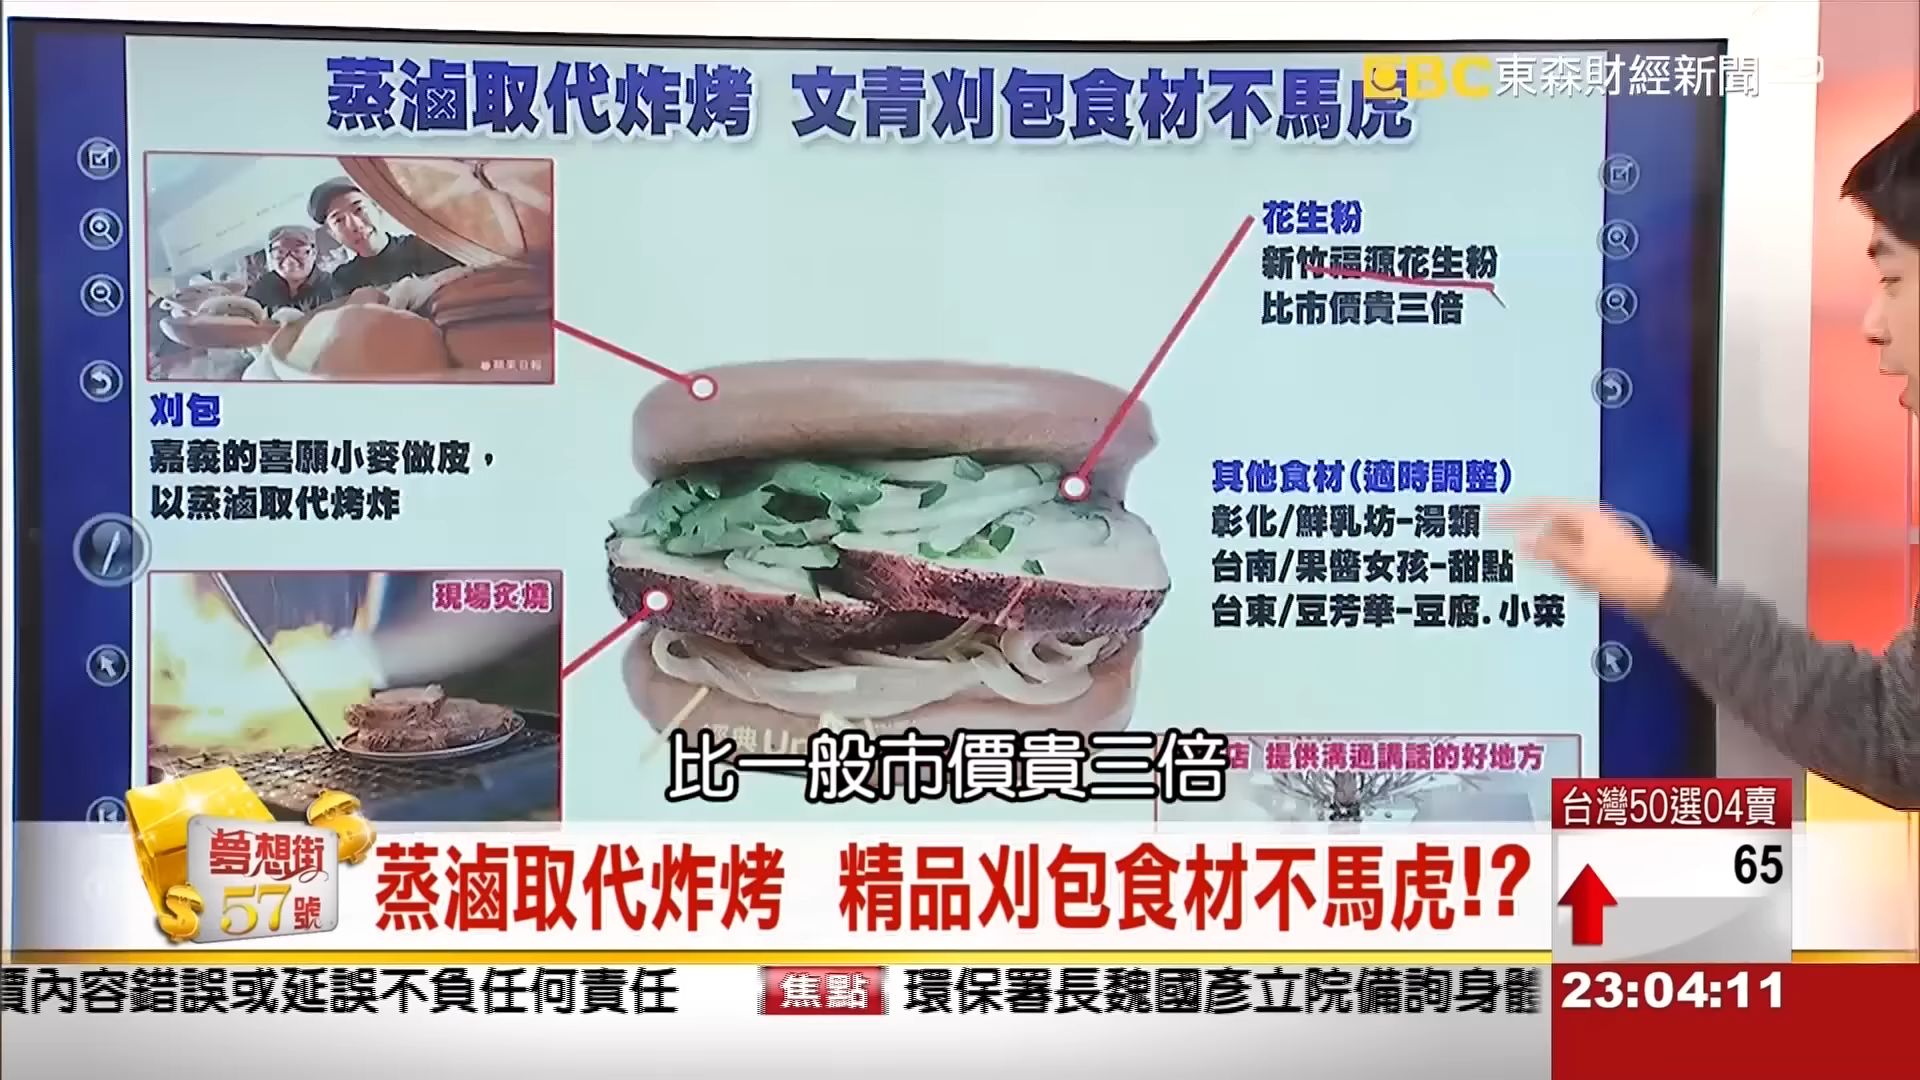 蒸滷取代炸烤 文青刈包食材不馬虎
EBC 東森財經新聞
蘋果日報
刈包
嘉義的喜願小麥做皮，
以蒸滷取代烤炸
花生粉
新竹福源花生粉
比市價貴三倍
其他食材(適時調整)
彰化/鮮乳坊-湯類
台南/果醬女孩-甜點
台東/豆芳華-豆腐.小菜
現場炙燒
經典
店 提供溝通講話的好地方
比一般市價貴三倍
夢想街
57號
蒸滷取代炸烤 精品刈包食材不馬虎!?
台灣50選04賣
65
價內容錯誤或延誤不負任何責任
焦點
環保署長魏國彥立院備詢身體
23:04:11